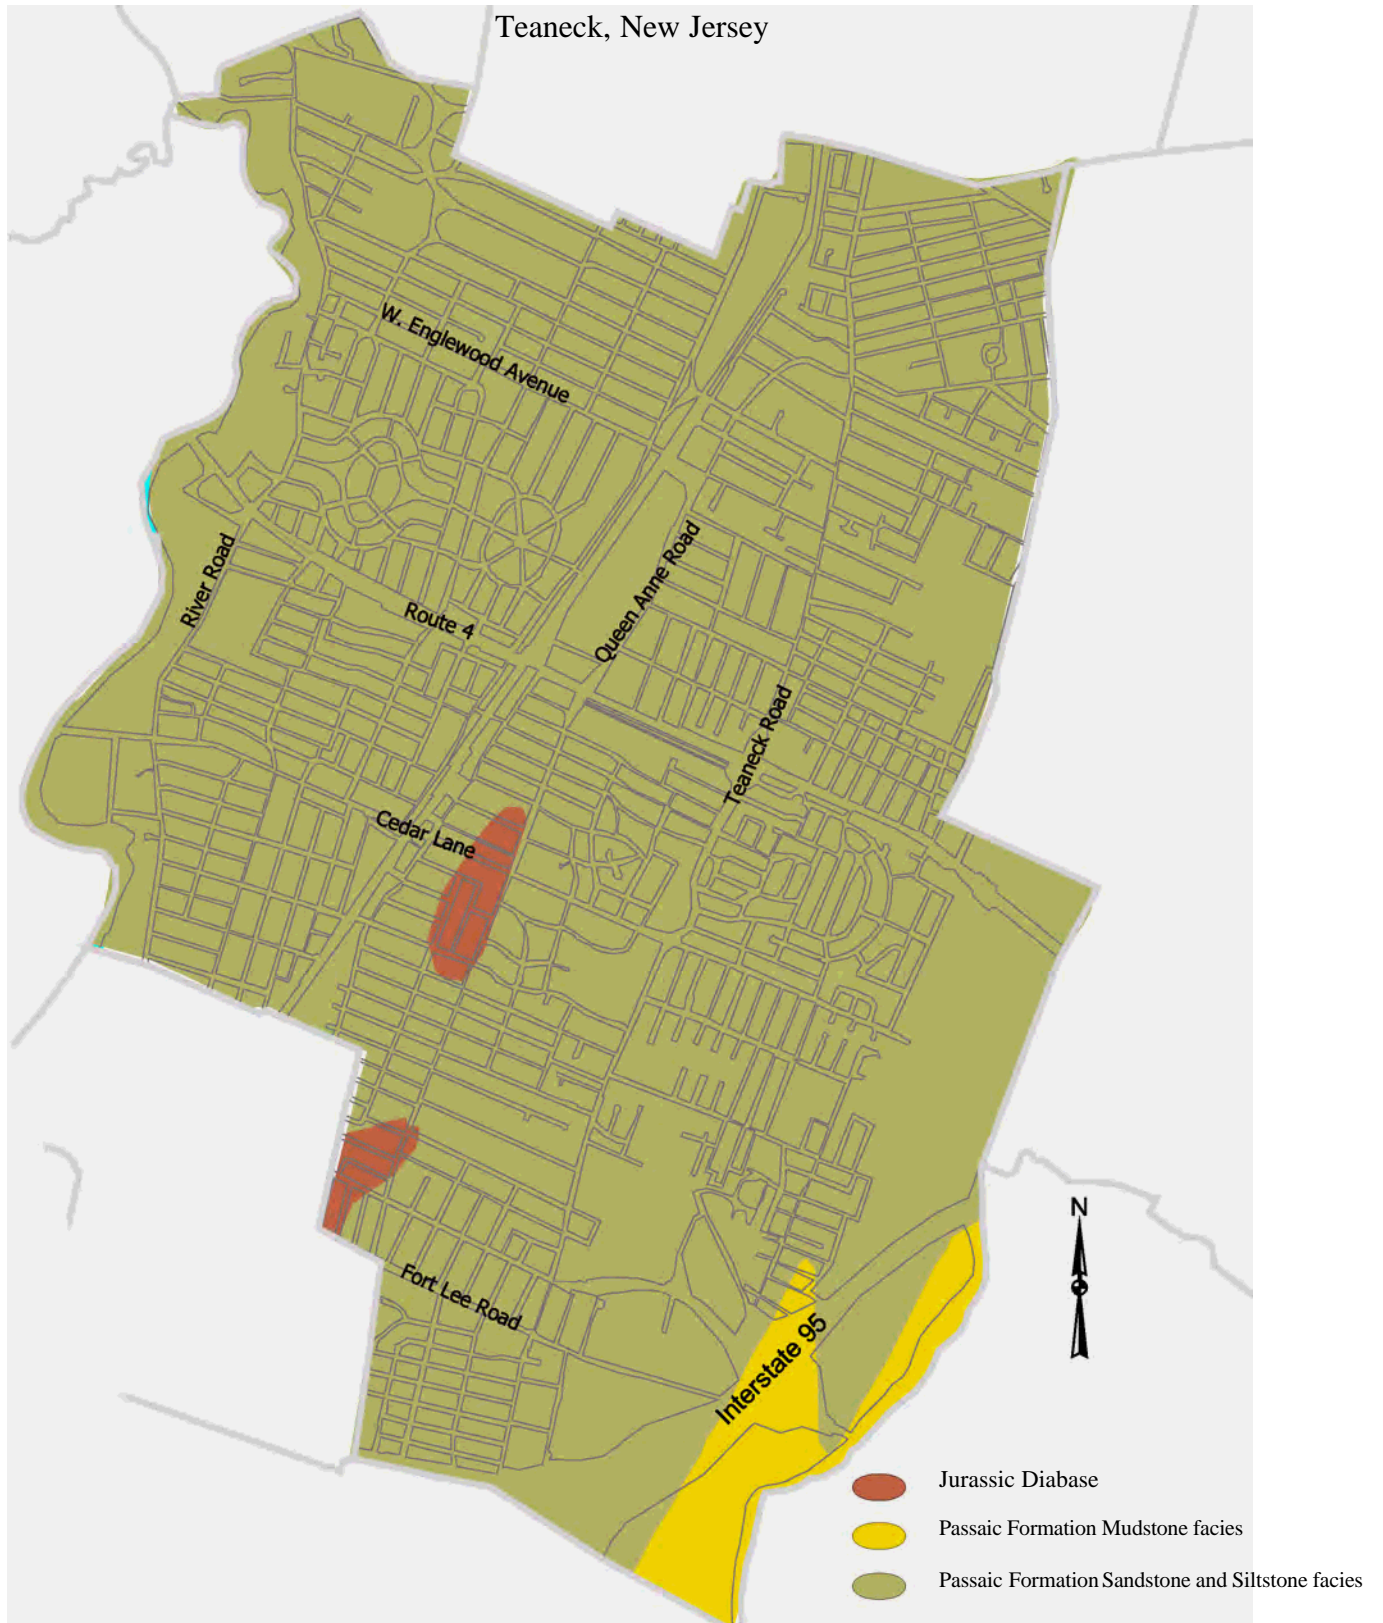 Teaneck, New Jersey
W. Englewood Avenue
River Road
Route 4
Queen Anne Road
Teaneck Road
Cedar Lane
N
Fort Lee Road
Interstate 95
Jurassic Diabase
Passaic Formation Mudstone facies
Passaic Formation Sandstone and Siltstone facies